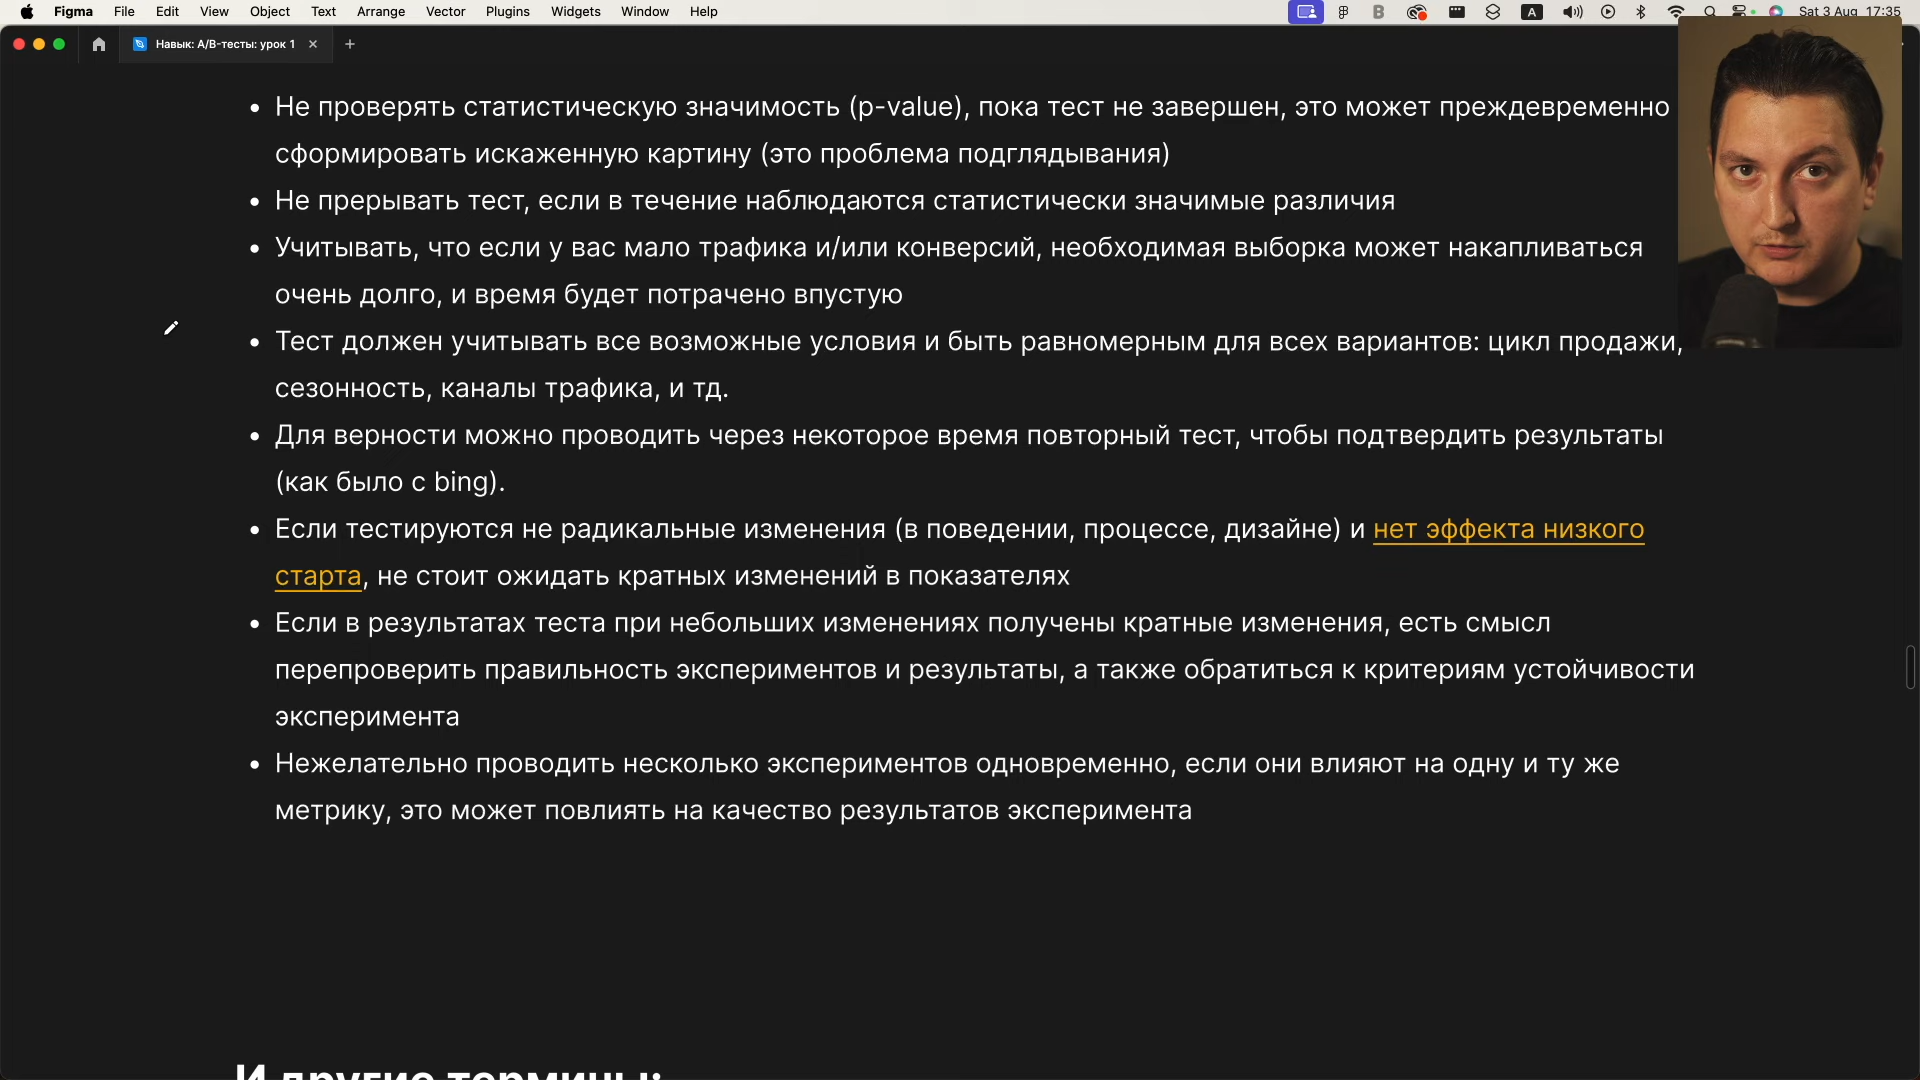 Figma File Edit View Object Text Arrange Vector Plugins Widgets Window Help A Sat 3 Aug 17:35
Навык: A/B-тесты: урок 1
Не проверять статистическую значимость (p-value), пока тест не завершен, это может преждевременно
сформировать искаженную картину (это проблема подглядывания)
Не прерывать тест, если в течение наблюдаются статистически значимые различия
Учитывать, что если у вас мало трафика и/или конверсий, необходимая выборка может накапливаться
очень долго, и время будет потрачено впустую
Тест должен учитывать все возможные условия и быть равномерным для всех вариантов: цикл продажи,
сезонность, каналы трафика, и тд.
Для верности можно проводить через некоторое время повторный тест, чтобы подтвердить результаты
(как было с bing).
Если тестируются не радикальные изменения (в поведении, процессе, дизайне) и нет эффекта низкого
старта, не стоит ожидать кратных изменений в показателях
Если в результатах теста при небольших изменениях получены кратные изменения, есть смысл
перепроверить правильность экспериментов и результаты, а также обратиться к критериям устойчивости
эксперимента
Нежелательно проводить несколько экспериментов одновременно, если они влияют на одну и ту же
метрику, это может повлиять на качество результатов эксперимента
И другие термины: